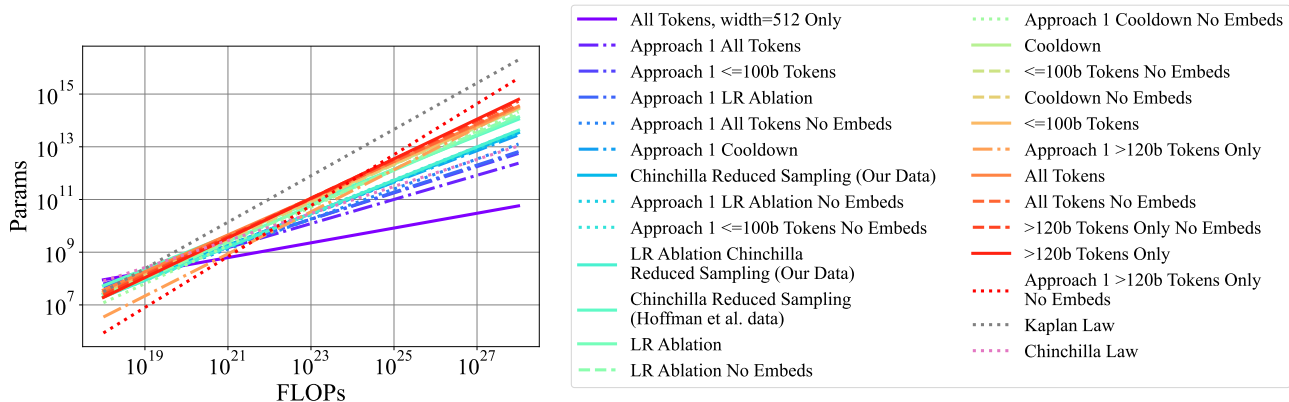 Params
10^15
10^13
10^11
10^9
10^7
10^19
10^21
10^23
10^25
10^27
FLOPs
All Tokens, width=512 Only
Approach 1 All Tokens
Approach 1 <=100b Tokens
Approach 1 LR Ablation
Approach 1 All Tokens No Embeds
Approach 1 Cooldown
Chinchilla Reduced Sampling (Our Data)
Approach 1 LR Ablation No Embeds
Approach 1 <=100b Tokens No Embeds
LR Ablation Chinchilla
Reduced Sampling (Our Data)
Chinchilla Reduced Sampling
(Hoffman et al. data)
LR Ablation
LR Ablation No Embeds
Approach 1 Cooldown No Embeds
Cooldown
<=100b Tokens No Embeds
Cooldown No Embeds
<=100b Tokens
Approach 1 >120b Tokens Only
All Tokens
All Tokens No Embeds
>120b Tokens Only No Embeds
>120b Tokens Only
Approach 1 >120b Tokens Only
No Embeds
Kaplan Law
Chinchilla Law